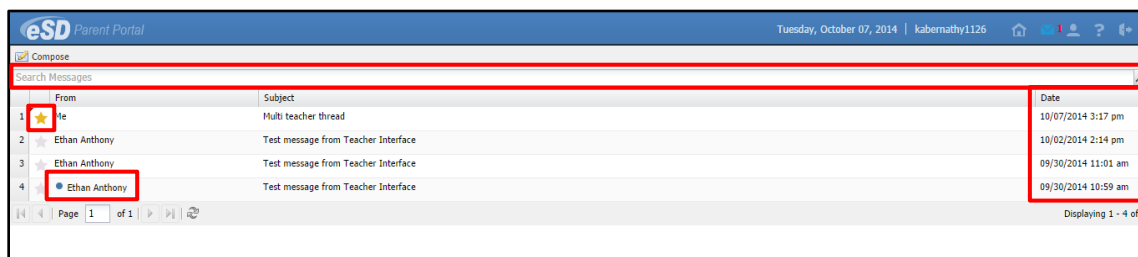 eSD Parent Portal Tuesday, October 07, 2014 | kabernathy1126 1 ?
Compose
Search Messages
From Subject Date
1 Me Multi teacher thread 10/07/2014 3:17 pm
2 Ethan Anthony Test message from Teacher Interface 10/02/2014 2:14 pm
3 Ethan Anthony Test message from Teacher Interface 09/30/2014 11:01 am
4 Ethan Anthony Test message from Teacher Interface 09/30/2014 10:59 am
Page 1 of 1 Displaying 1 - 4 of